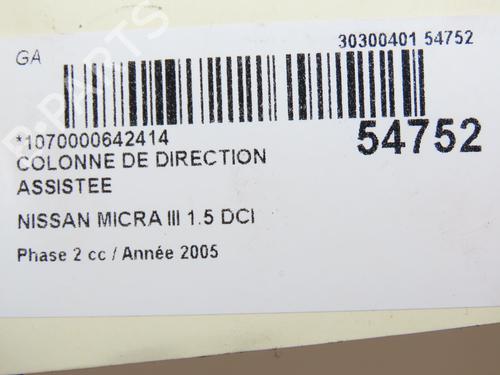 GA
30300401 54752
*1070000642414
54752
COLONNE DE DIRECTION
ASSISTEE
NISSAN MICRA III 1.5 DCI
Phase 2 cc / Année 2005